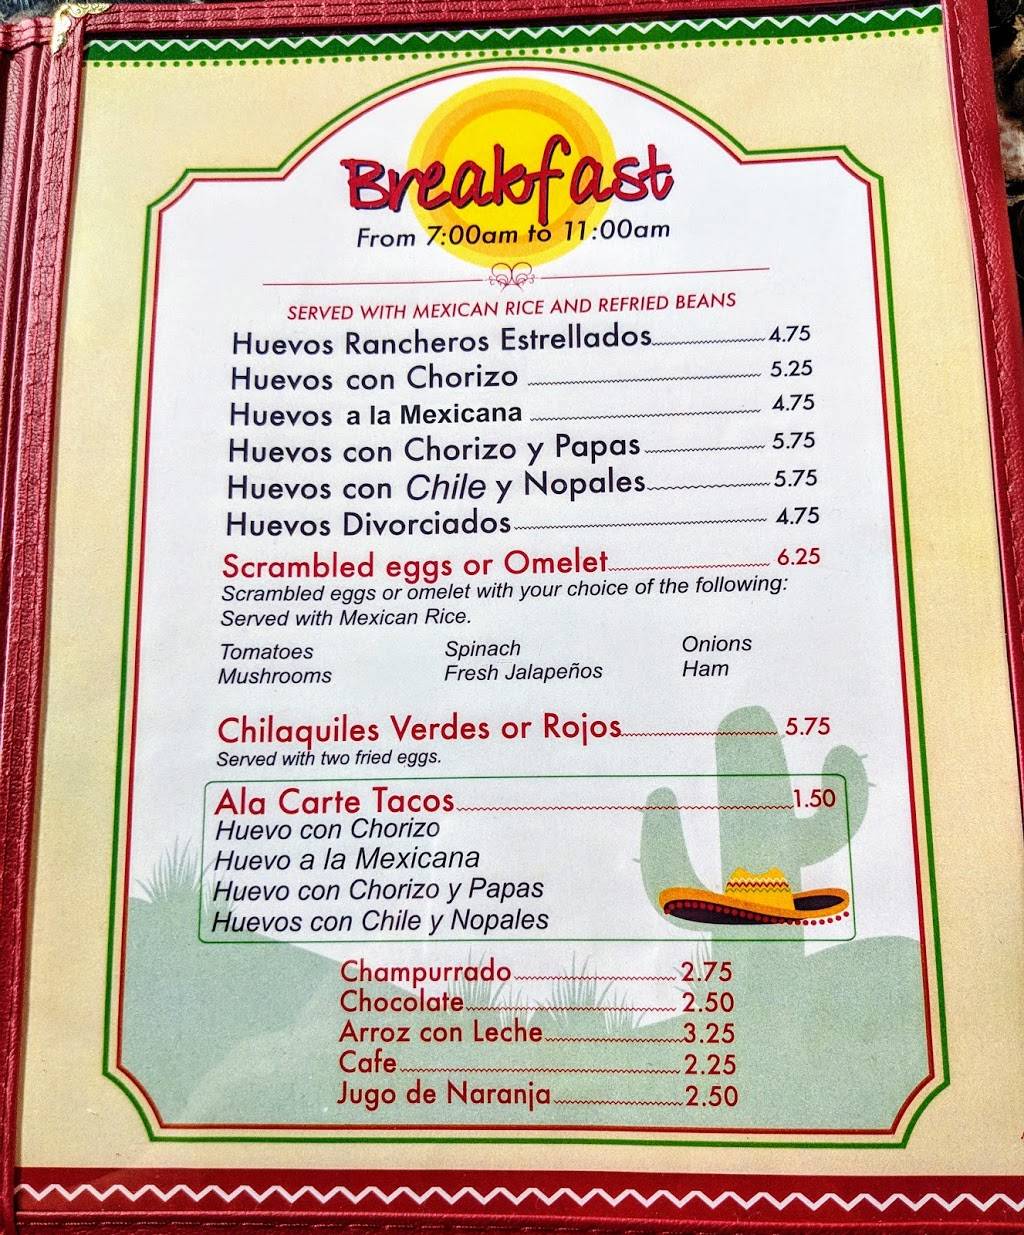 Breakfast
From 7:00am to 11:00am
SERVED WITH MEXICAN RICE AND REFRIED BEANS
Huevos Rancheros Estrellados 4.75
Huevos con Chorizo 5.25
Huevos a la Mexicana 4.75
Huevos con Chorizo y Papas 5.75
Huevos con Chile y Nopales 5.75
Huevos Divorciados 4.75
Scrambled eggs or Omelet 6.25
Scrambled eggs or omelet with your choice of the following:
Served with Mexican Rice.
Tomatoes Spinach Onions
Mushrooms Fresh Jalapeños Ham
Chilaquiles Verdes or Rojos 5.75
Served with two fried eggs.
Ala Carte Tacos 1.50
Huevo con Chorizo
Huevo a la Mexicana
Huevo con Chorizo y Papas
Huevos con Chile y Nopales
Champurrado 2.75
Chocolate 2.50
Arroz con Leche 3.25
Cafe 2.25
Jugo de Naranja 2.50